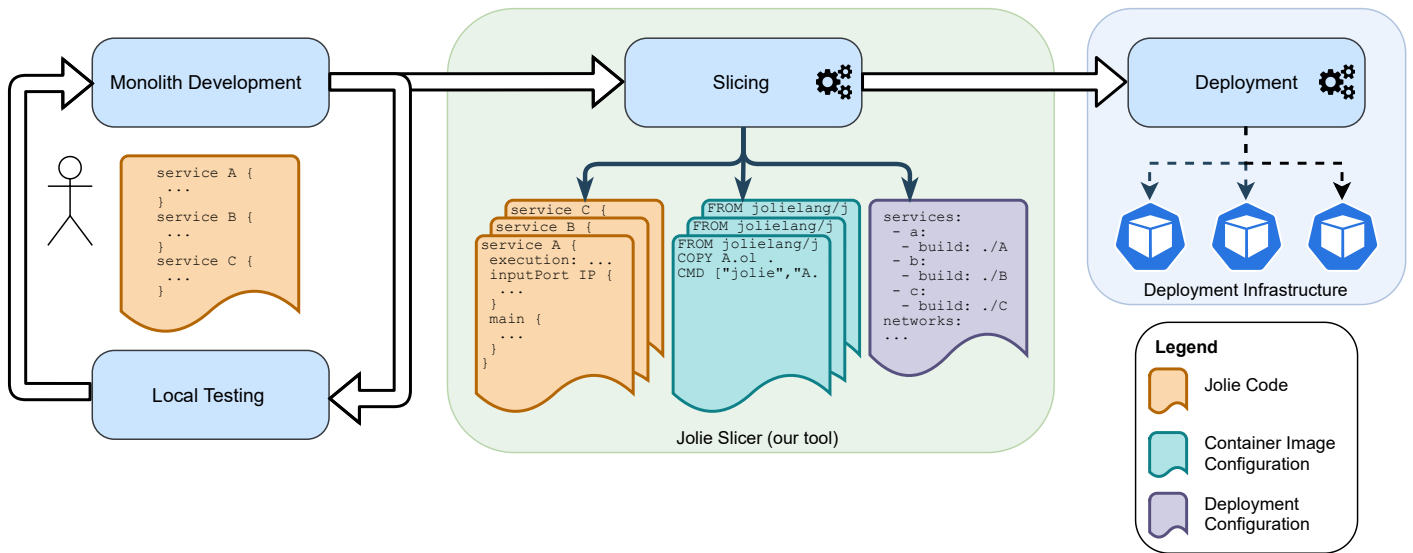 Monolith Development
service A {
...
}
service B {
...
}
service C {
...
}
Local Testing
Slicing
service C {
service B {
service A {
execution: ...
inputPort IP {
...
}
main {
...
}
}
FROM jolielang/j
FROM jolielang/j
FROM jolielang/j
COPY A.ol .
CMD ["jolie","A.
services:
- a:
- build: ./A
- b:
- build: ./B
- c:
- build: ./C
networks:
...
Jolie Slicer (our tool)
Deployment
Deployment Infrastructure
Legend
Jolie Code
Container Image
Configuration
Deployment
Configuration